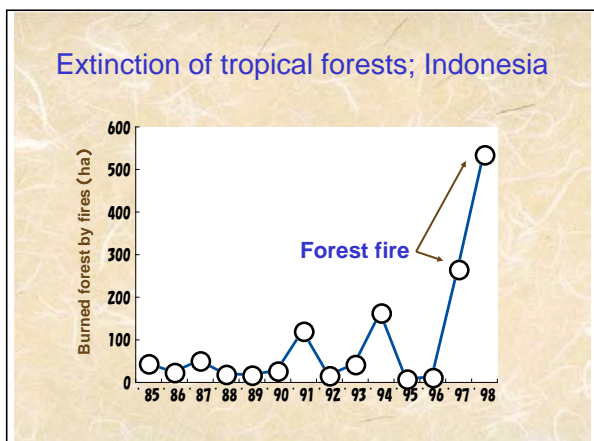 Extinction of tropical forests; Indonesia
Burned forest by fires (ha)
600
500
400
300
200
100
0
Forest fire
'85 '86 '87 '88 '89 '90 '91 '92 '93 '94 '95 '96 '97 '98